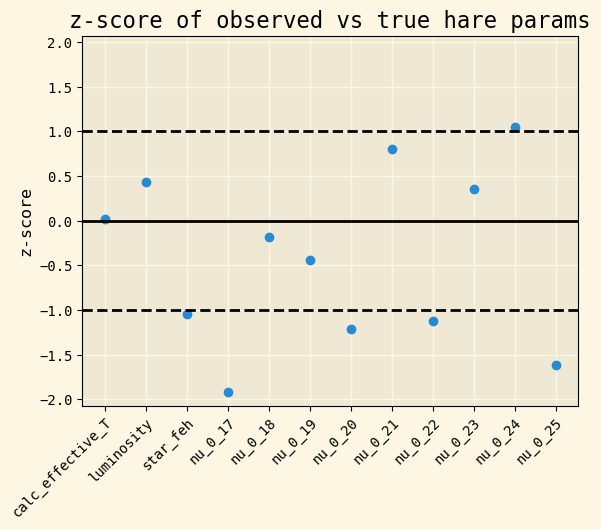 z-score of observed vs true hare params
2.0
1.5
1.0
0.5
0.0
−0.5
−1.0
−1.5
−2.0
z-score
calc_effective_T
luminosity
star_feh
nu_0_17
nu_0_18
nu_0_19
nu_0_20
nu_0_21
nu_0_22
nu_0_23
nu_0_24
nu_0_25